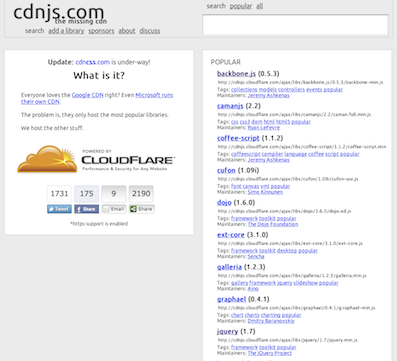 cdnjs.com
the missing cdn
search add a library sponsors about discuss
search popular all
Update: cdncss.com is under-way!
What is it?
Everyone loves the Google CDN right? Even Microsoft runs
their own CDN.
The problem is, they only host the most popular libraries.
We host the other stuff.
POWERED BY
CLOUDFLARE
Performance & Security for Any Website
1731 175 9 2190
Tweet Share Email Share
*https support is enabled
POPULAR
backbone.js (0.5.3)
http://cdnjs.cloudflare.com/ajax/libs/backbone.js/0.5.3/backbone-min.js
Tags: collections models controllers events popular
Maintainers: Jeremy Ashkenas
camanjs (2.2)
http://cdnjs.cloudflare.com/ajax/libs/camanjs/2.2/caman.full.min.js
Tags: css css3 dom html html5 popular
Maintainers: Ryan LeFevre
coffee-script (1.1.2)
http://cdnjs.cloudflare.com/ajax/libs/coffee-script/1.1.2/coffee-script.min.js
Tags: coffeescript compiler language coffee script popular
Maintainers: Jeremy Ashkenas
cufon (1.09i)
http://cdnjs.cloudflare.com/ajax/libs/cufon/1.09i/cufon-yui.js
Tags: font canvas vml popular
Maintainers: Simo Kinnunen
dojo (1.6.0)
http://cdnjs.cloudflare.com/ajax/libs/dojo/1.6.0/dojo.xd.js
Tags: framework toolkit popular
Maintainers: The Dojo Foundation
ext-core (3.1.0)
http://cdnjs.cloudflare.com/ajax/libs/ext-core/3.1.0/ext-core.min.js
Tags: framework toolkit desktop popular
Maintainers: Sencha
galleria (1.2.3)
http://cdnjs.cloudflare.com/ajax/libs/galleria/1.2.3/galleria.min.js
Tags: gallery framework jquery slideshow popular
Maintainers: Aino
graphael (0.4.1)
http://cdnjs.cloudflare.com/ajax/libs/graphael/0.4.1/g.raphael-min.js
Tags: chart charts charting popular
Maintainers: Dmitry Baranovskiy
jquery (1.7)
http://cdnjs.cloudflare.com/ajax/libs/jquery/1.7/jquery.min.js
Tags: framework toolkit popular
Maintainers: The jQuery Project